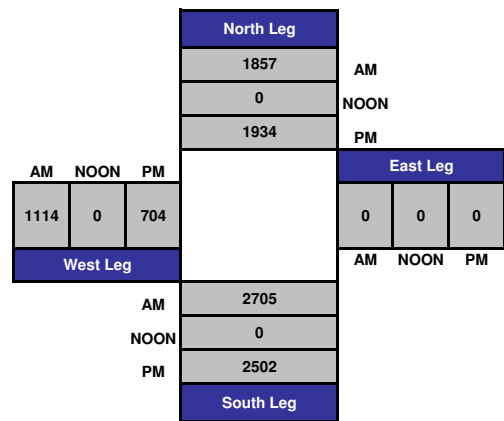 North Leg
1857 AM
0 NOON
1934 PM
AM NOON PM
East Leg
1114 0 704
0 0 0
West Leg
AM NOON PM
AM 2705
NOON 0
PM 2502
South Leg